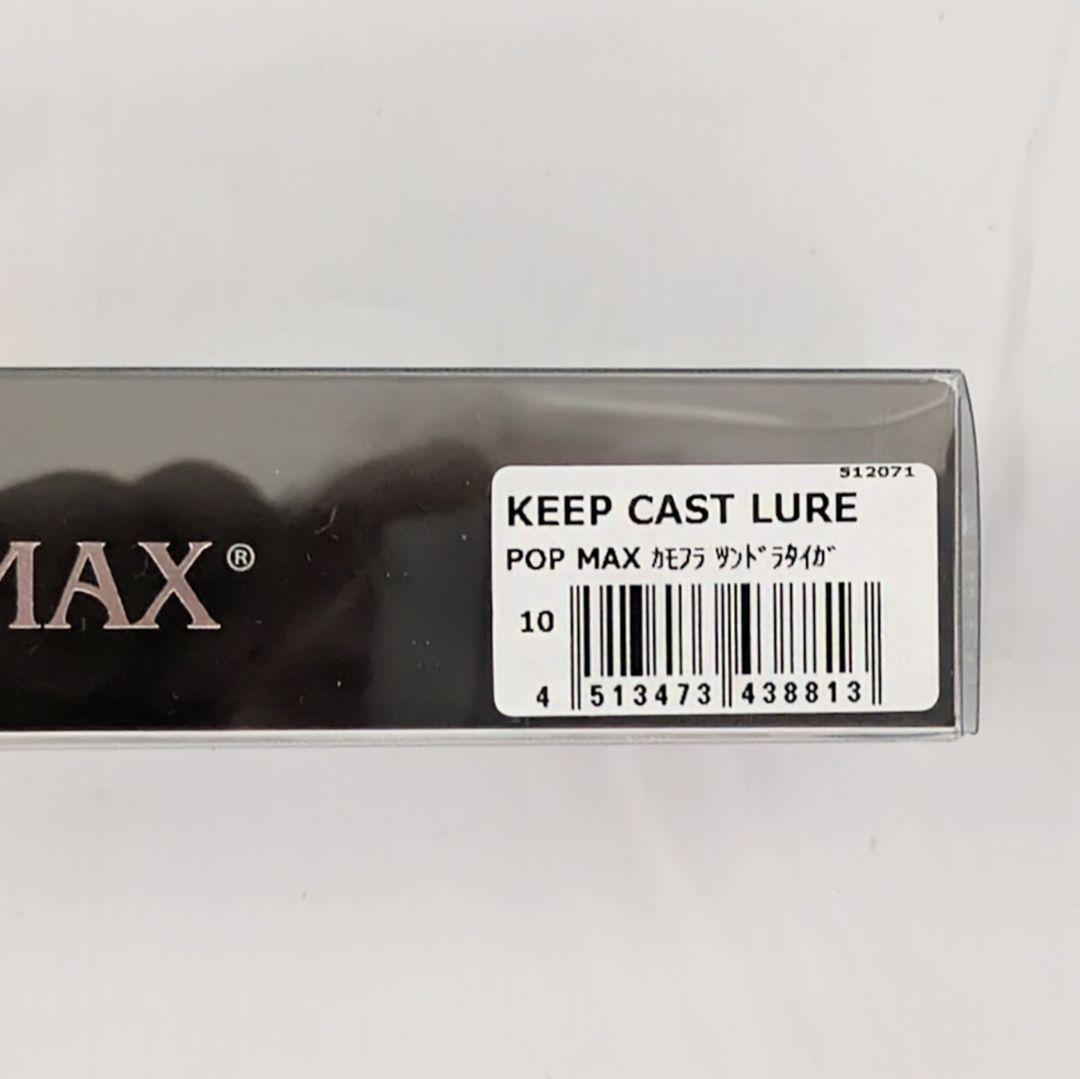 MAX®
512071
KEEP CAST LURE
POP MAX ｶﾓﾌﾗ ﾂﾝﾄﾞﾗﾀｲｶﾞ
10
4 513473 438813